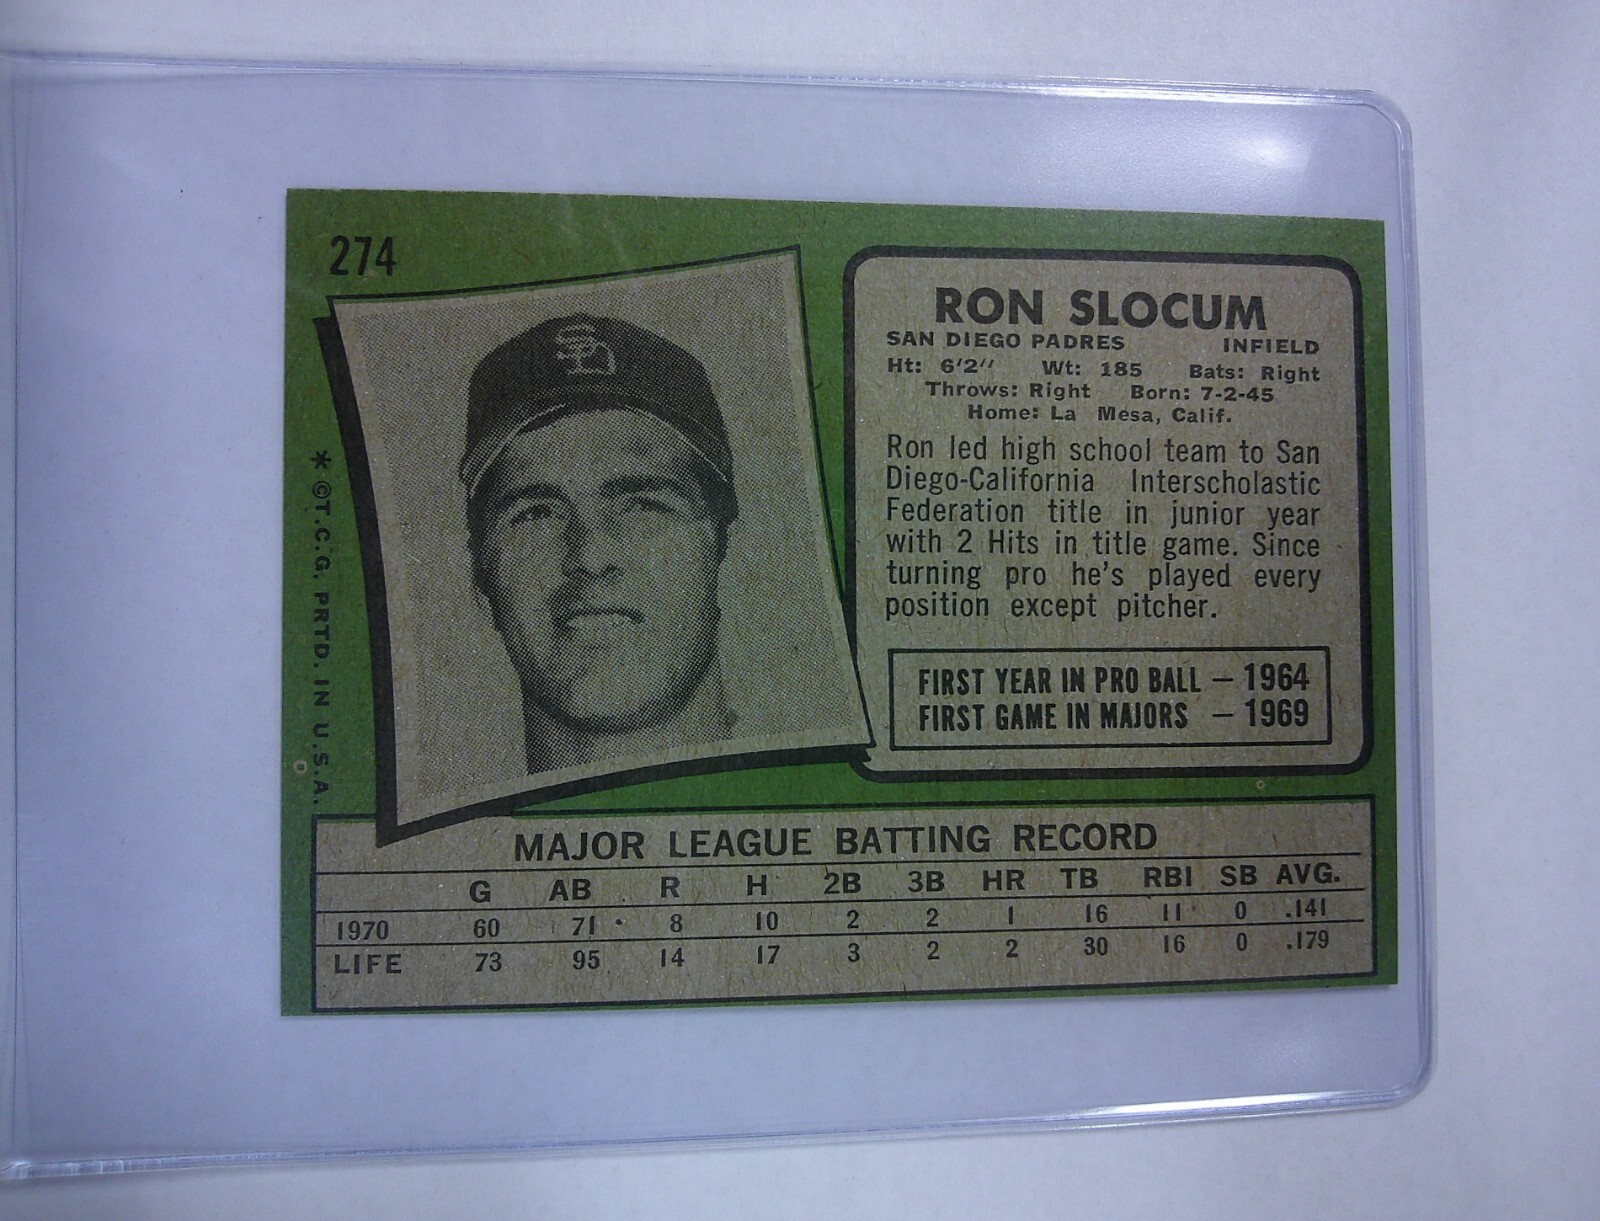 274
RON SLOCUM
SAN DIEGO PADRES INFIELD
Ht: 6'2" Wt: 185 Bats: Right
Throws: Right Born: 7-2-45
Home: La Mesa, Calif.
Ron led high school team to San
Diego-California Interscholastic
Federation title in junior year
with 2 Hits in title game. Since
turning pro he's played every
position except pitcher.
FIRST YEAR IN PRO BALL — 1964
FIRST GAME IN MAJORS — 1969
* ©T.C.G. PRTD. IN U.S.A.
SD
MAJOR LEAGUE BATTING RECORD
G AB R H 2B 3B HR TB RBI SB AVG.
1970 60 71 8 10 2 2 1 16 11 0 .141
LIFE 73 95 14 17 3 2 2 30 16 0 .179